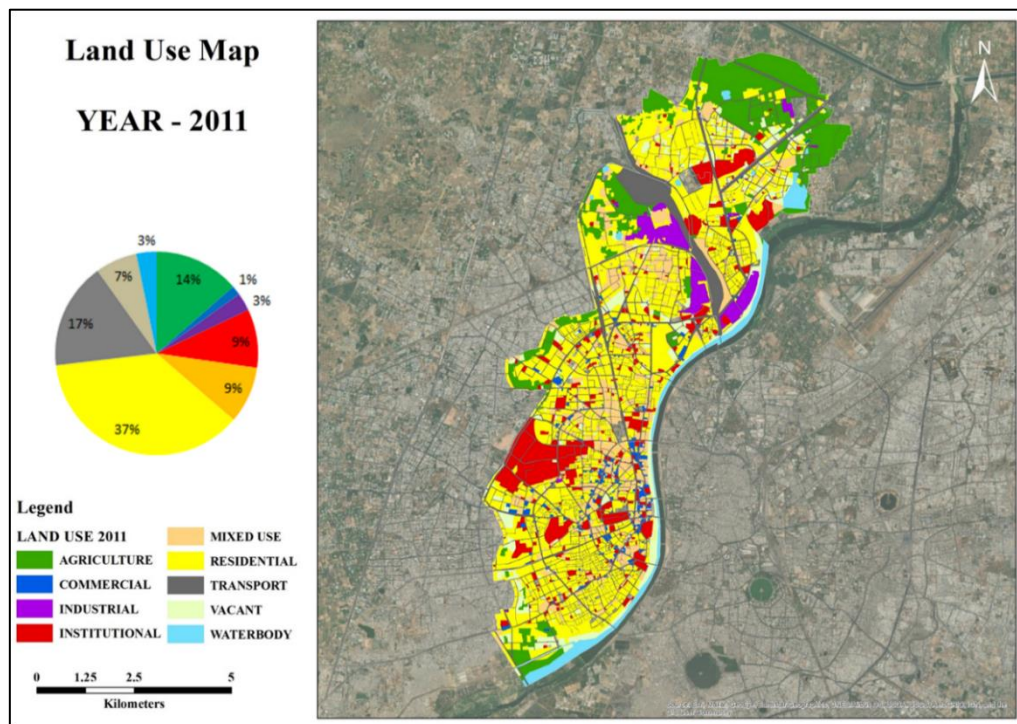 Land Use Map
YEAR - 2011
N
3%
14%
1%
3%
9%
9%
37%
17%
7%
Legend
LAND USE 2011
AGRICULTURE
COMMERCIAL
INDUSTRIAL
INSTITUTIONAL
MIXED USE
RESIDENTIAL
TRANSPORT
VACANT
WATERBODY
0 1.25 2.5 5
Kilometers